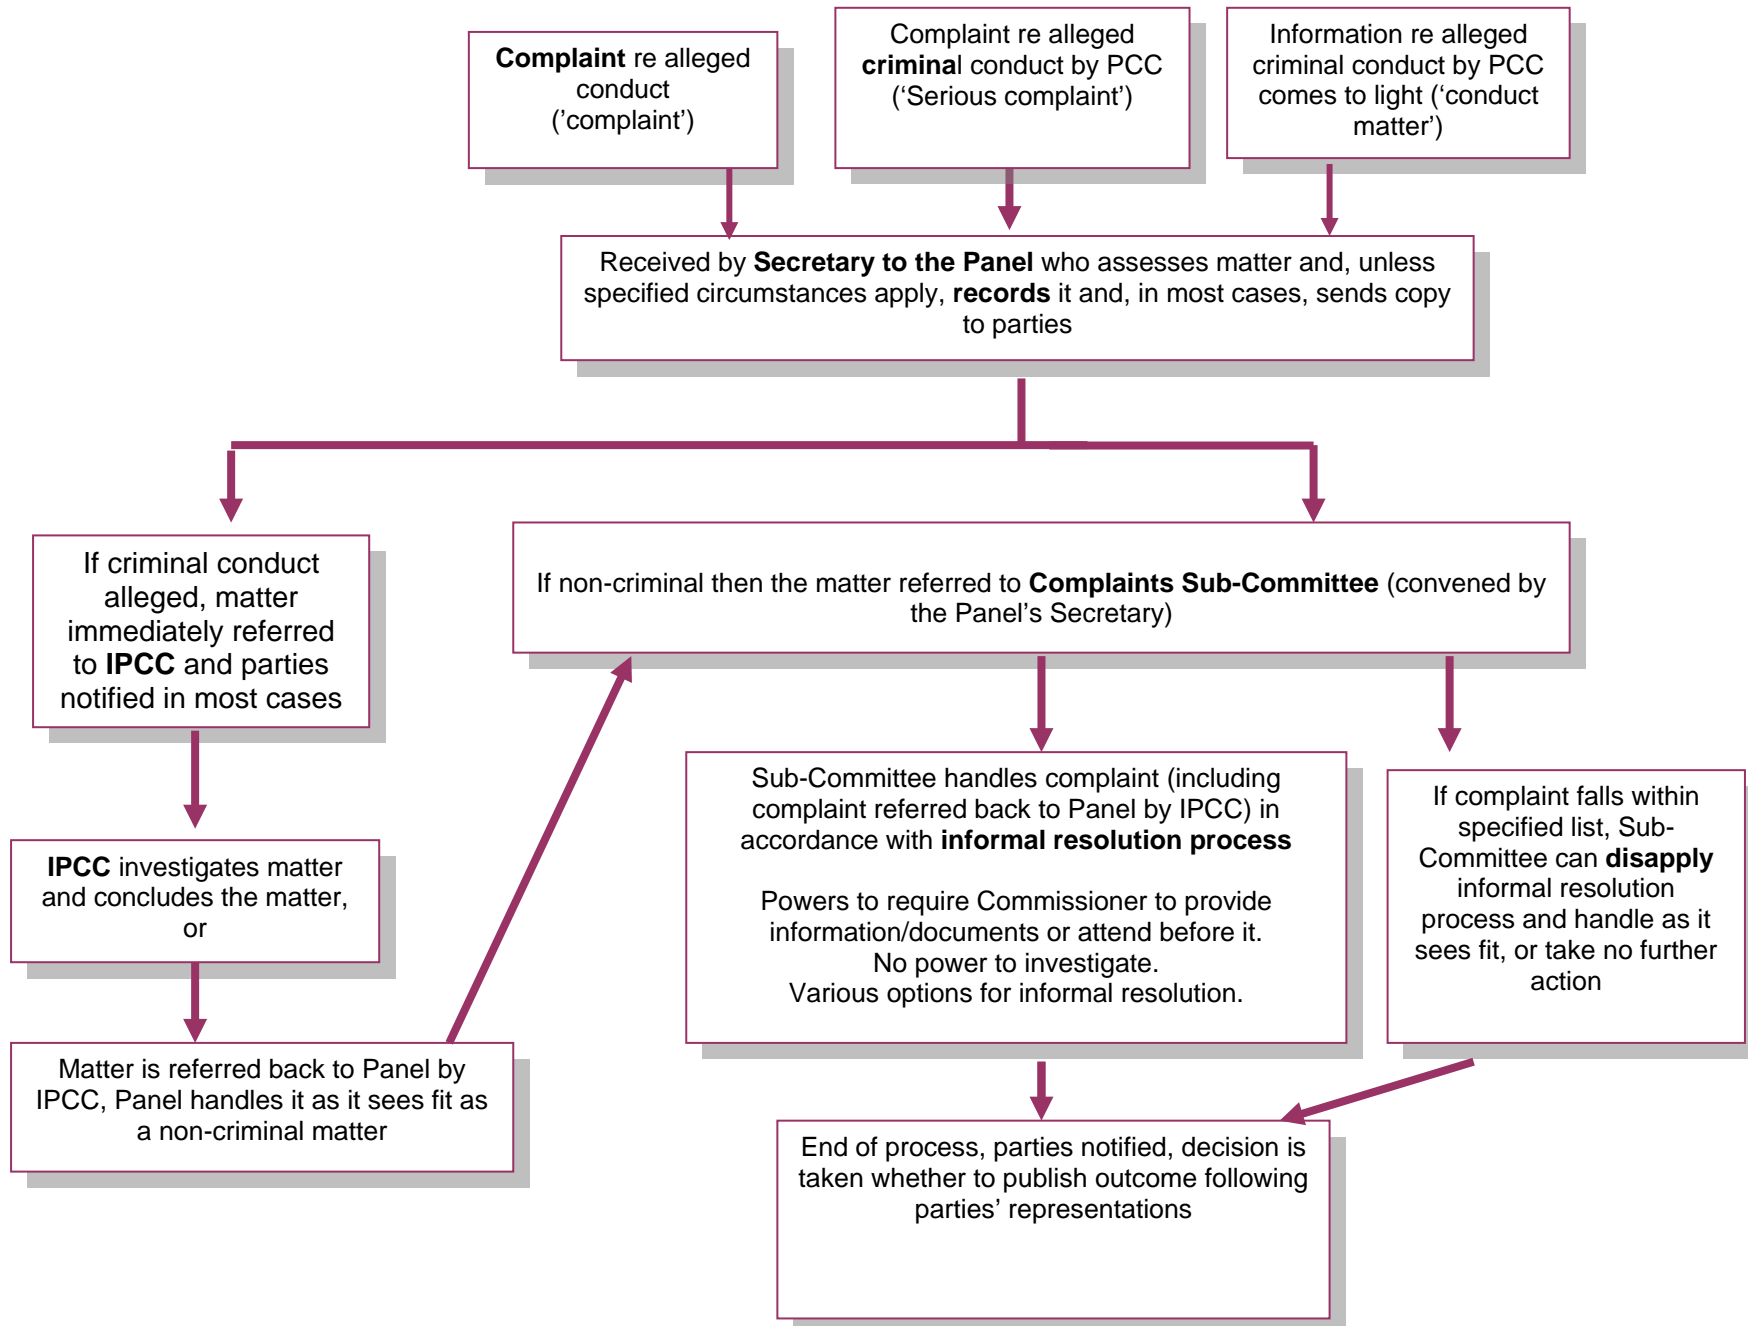 Complaint re alleged
conduct
(’complaint’)
Complaint re alleged
criminal conduct by PCC
(‘Serious complaint’)
Information re alleged
criminal conduct by PCC
comes to light (‘conduct
matter’)
Received by Secretary to the Panel who assesses matter and, unless
specified circumstances apply, records it and, in most cases, sends copy
to parties
If criminal conduct
alleged, matter
immediately referred
to IPCC and parties
notified in most cases
If non-criminal then the matter referred to Complaints Sub-Committee (convened by
the Panel’s Secretary)
IPCC investigates matter
and concludes the matter,
or
Matter is referred back to Panel by
IPCC, Panel handles it as it sees fit as
a non-criminal matter
Sub-Committee handles complaint (including
complaint referred back to Panel by IPCC) in
accordance with informal resolution process
Powers to require Commissioner to provide
information/documents or attend before it.
No power to investigate.
Various options for informal resolution.
If complaint falls within
specified list, Sub-
Committee can disapply
informal resolution
process and handle as it
sees fit, or take no further
action
End of process, parties notified, decision is
taken whether to publish outcome following
parties’ representations